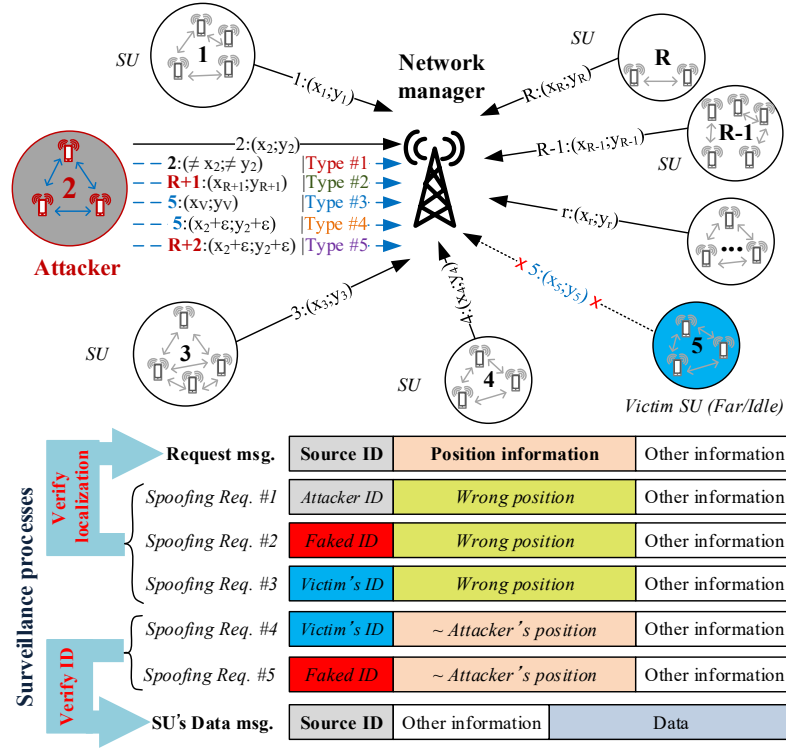 SU
1
1:(x1;y1)
Network
manager
SU
R
R:(xR;yR)
R-1
R-1:(xR-1;yR-1)
SU
Attacker
2
2:(x2;y2)
2:(≠ x2;≠ y2) |Type #1
R+1:(xR+1;yR+1) |Type #2
5:(xV;yV) |Type #3
5:(x2+ε;y2+ε) |Type #4
R+2:(x2+ε;y2+ε) |Type #5
r:(xr;yr)
...
3:(x3;y3)
4:(x4;y4)
x 5:(x5;y5) x
SU
3
SU
4
5
Victim SU (Far/Idle)
Surveillance processes
Verify
localization
Request msg. Source ID Position information Other information
Spoofing Req. #1 Attacker ID Wrong position Other information
Spoofing Req. #2 Faked ID Wrong position Other information
Spoofing Req. #3 Victim's ID Wrong position Other information
Verify ID
Spoofing Req. #4 Victim's ID ~ Attacker's position Other information
Spoofing Req. #5 Faked ID ~ Attacker's position Other information
SU's Data msg. Source ID Other information Data